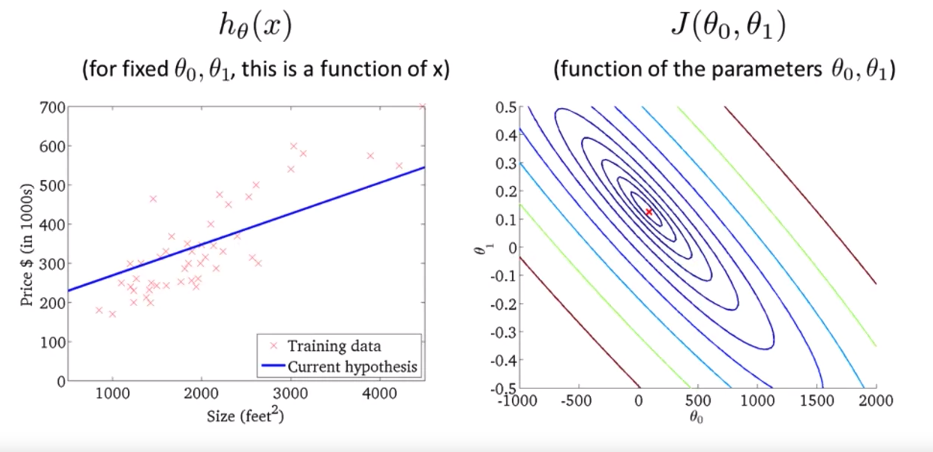 hθ(x)
(for fixed θ0, θ1, this is a function of x)
700
600
500
400
300
200
100
0
Price $ (in 1000s)
1000 2000 3000 4000
Size (feet²)
Training data
Current hypothesis
J(θ0, θ1)
(function of the parameters θ0, θ1)
0.5
0.4
0.3
0.2
0.1
0
-0.1
-0.2
-0.3
-0.4
-0.5
θ1
-1000 -500 0 500 1000 1500 2000
θ0